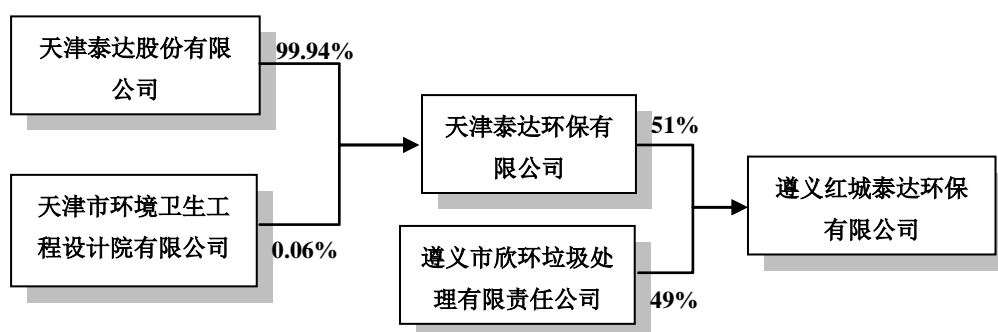 天津泰达股份有限
公司
99.94%
天津市环境卫生工
程设计院有限公司
0.06%
天津泰达环保有
限公司
51%
遵义市欣环垃圾处
理有限责任公司
49%
遵义红城泰达环保
有限公司